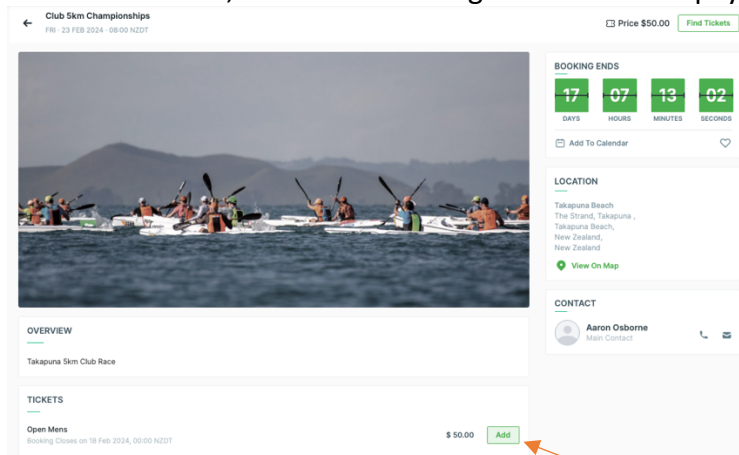 Club 5km Championships
FRI · 23 FEB 2024 · 08:00 NZDT
Price $50.00 Find Tickets
BOOKING ENDS
17 07 13 02
DAYS HOURS MINUTES SECONDS
Add To Calendar
LOCATION
Takapuna Beach
The Strand, Takapuna ,
Takapuna Beach,
New Zealand,
New Zealand
View On Map
CONTACT
Aaron Osborne
Main Contact
OVERVIEW
Takapuna 5km Club Race
TICKETS
Open Mens
Booking Closes on 18 Feb 2024, 00:00 NZDT
$ 50.00 Add